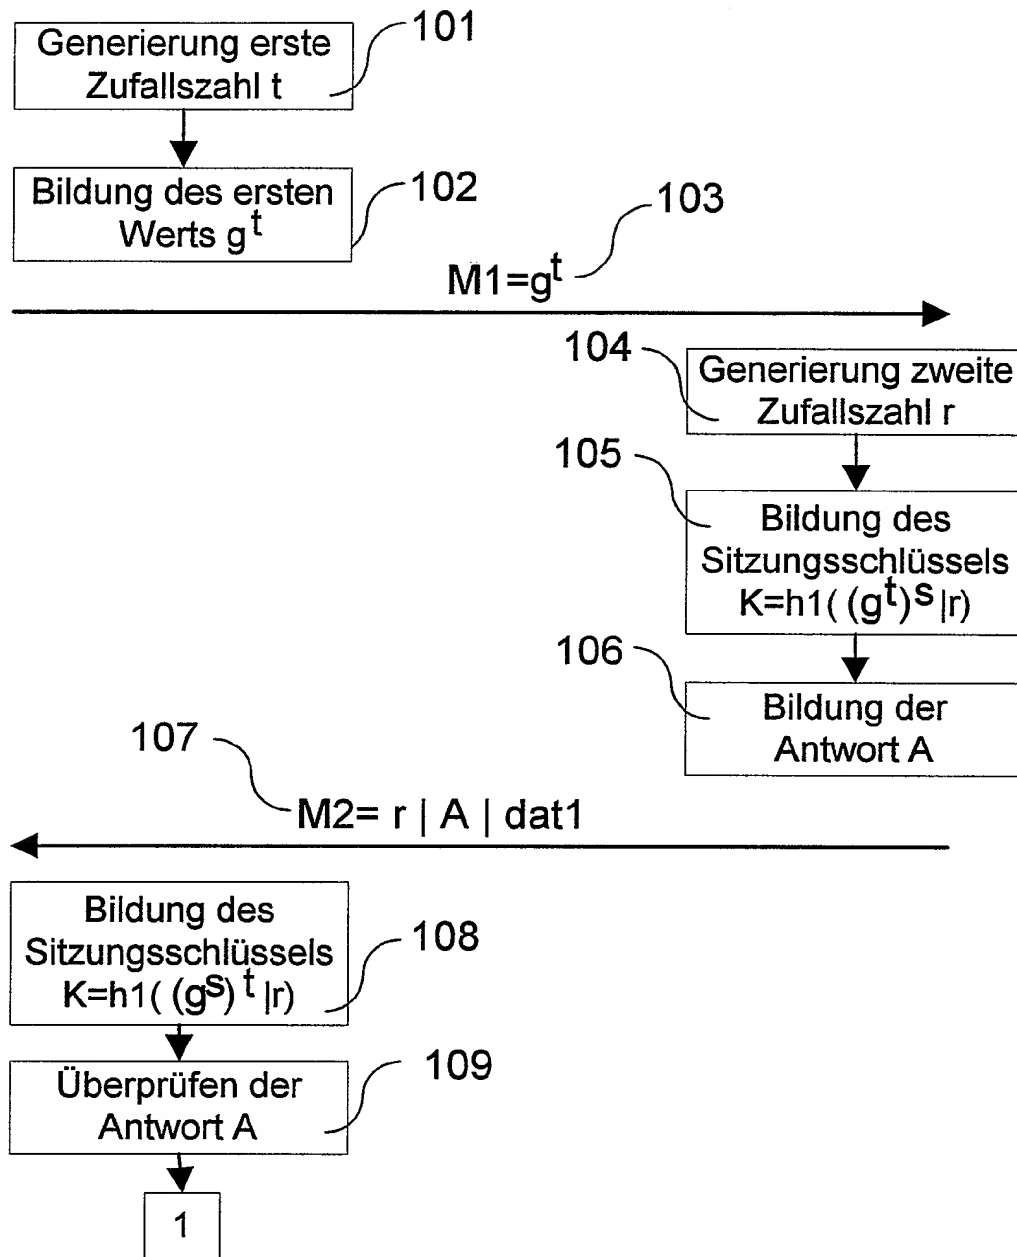 Generierung erste
Zufallszahl t
101
Bildung des ersten
Werts g^t
102
103
M1=g^t
104
Generierung zweite
Zufallszahl r
105
Bildung des
Sitzungsschlüssels
K=h1( (g^t)^s |r)
106
Bildung der
Antwort A
107
M2= r | A | dat1
Bildung des
Sitzungsschlüssels
K=h1( (g^s)^t |r)
108
Überprüfen der
Antwort A
109
1